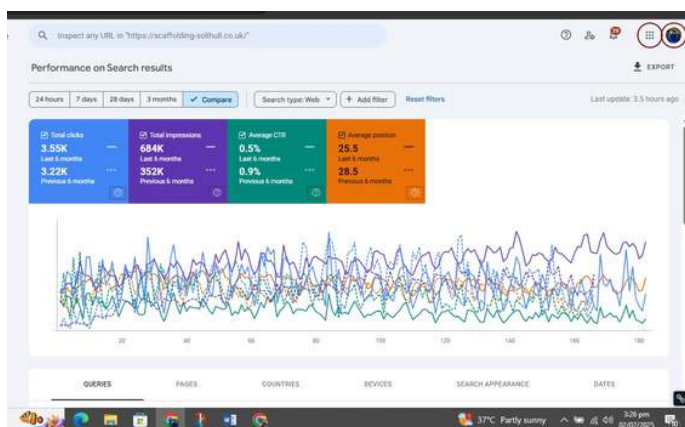 Inspect any URL in "https://scaffolding-solihull.co.uk/"
29
Performance on Search results
EXPORT
24 hours 7 days 28 days 3 months Compare Search type: Web + Add filter Reset filters Last update: 3.5 hours ago
Total clicks Total impressions Average CTR Average position
3.55K 684K 0.5% 25.5
Last 6 months Last 6 months Last 6 months Last 6 months
3.22K 352K 0.9% 28.5
Previous 6 months Previous 6 months Previous 6 months Previous 6 months
20 40 60 80 100 120 140 160 180
QUERIES PAGES COUNTRIES DEVICES SEARCH APPEARANCE DATES
37°C Partly sunny 3:26 pm
02/07/2025